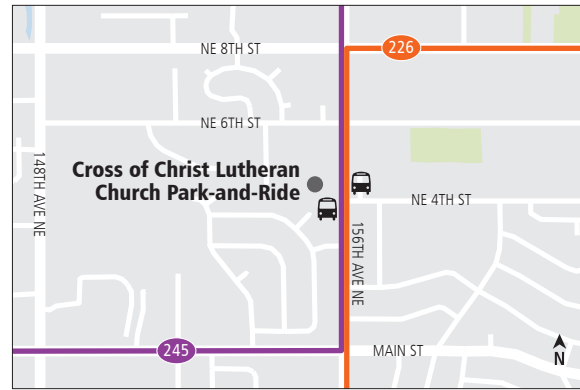 NE 8TH ST
226
NE 6TH ST
148TH AVE NE
Cross of Christ Lutheran
Church Park-and-Ride
NE 4TH ST
156TH AVE NE
245
MAIN ST
N